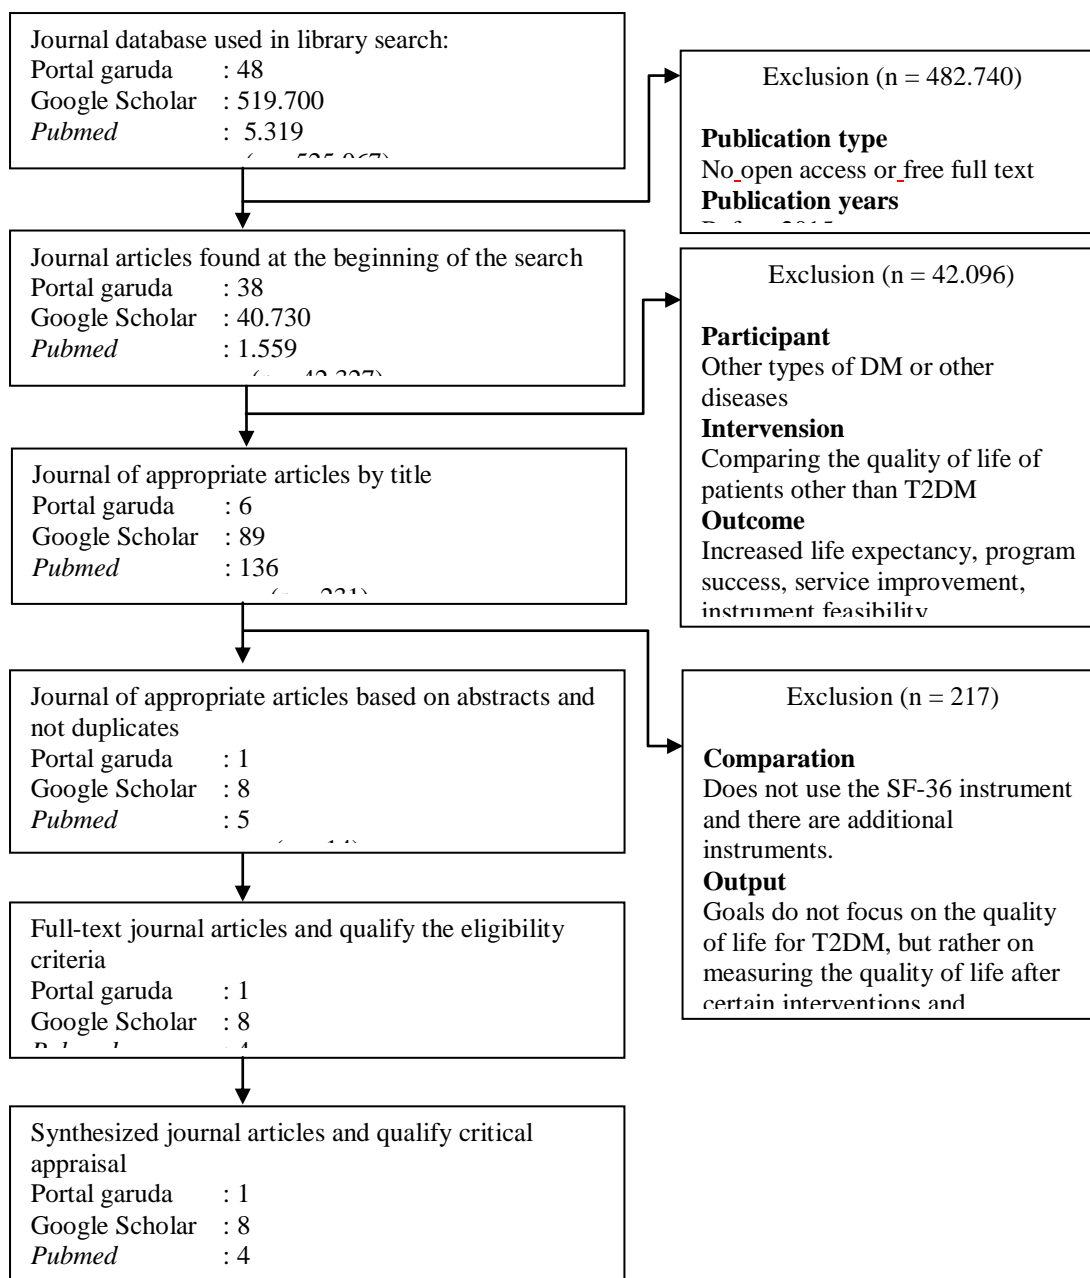 Journal database used in library search:
Portal garuda : 48
Google Scholar : 519.700
Pubmed : 5.319
Exclusion (n = 482.740)
Publication type
No open access or free full text
Publication years
Journal articles found at the beginning of the search
Portal garuda : 38
Google Scholar : 40.730
Pubmed : 1.559
Exclusion (n = 42.096)
Participant
Other types of DM or other
diseases
Intervension
Comparing the quality of life of
patients other than T2DM
Outcome
Increased life expectancy, program
success, service improvement,
instrument feasibility
Journal of appropriate articles by title
Portal garuda : 6
Google Scholar : 89
Pubmed : 136
Journal of appropriate articles based on abstracts and
not duplicates
Portal garuda : 1
Google Scholar : 8
Pubmed : 5
Exclusion (n = 217)
Comparation
Does not use the SF-36 instrument
and there are additional
instruments.
Output
Goals do not focus on the quality
of life for T2DM, but rather on
measuring the quality of life after
certain interventions and
Full-text journal articles and qualify the eligibility
criteria
Portal garuda : 1
Google Scholar : 8
Synthesized journal articles and qualify critical
appraisal
Portal garuda : 1
Google Scholar : 8
Pubmed : 4